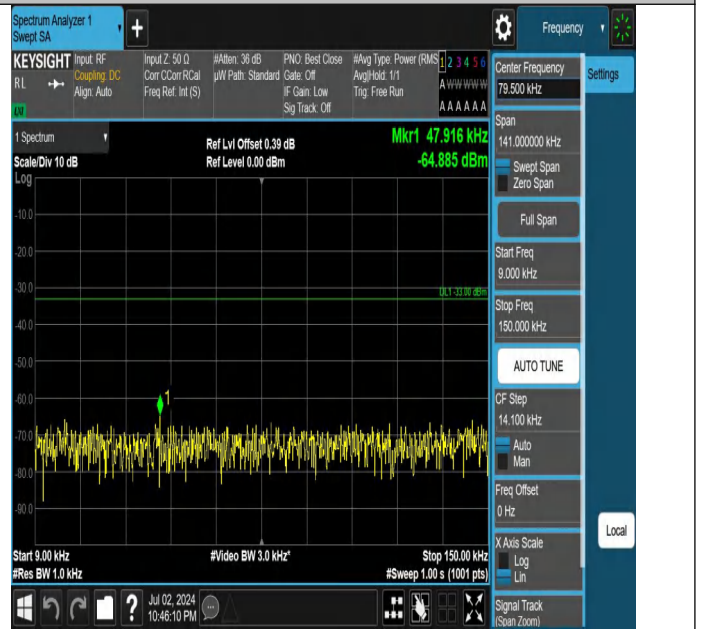 Spectrum Analyzer 1
Swept SA
Frequency
KEYSIGHT
RL
Input: RF
Coupling: DC
Align: Auto
Input Z: 50 Ω
Corr CCorr RCal
Freq Ref: Int (S)
#Atten: 36 dB
µW Path: Standard
PNO: Best Close
Gate: Off
IF Gain: Low
Sig Track: Off
#Avg Type: Power (RMS
Avg|Hold: 1/1
Trig: Free Run
1 2 3 4 5 6
A W W W W W
A A A A A A
1 Spectrum
Scale/Div 10 dB
Log
Ref Lvl Offset 0.39 dB
Ref Level 0.00 dBm
Mkr1 47.916 kHz
-64.885 dBm
-10.0
-20.0
-30.0
DL1 -33.00 dBm
-40.0
-50.0
-60.0
1
-70.0
-80.0
-90.0
Start 9.00 kHz
#Video BW 3.0 kHz*
Stop 150.00 kHz
#Res BW 1.0 kHz
#Sweep 1.00 s (1001 pts)
?
Jul 02, 2024
10:46:10 PM
Center Frequency
79.500 kHz
Settings
Span
141.000000 kHz
Swept Span
Zero Span
Full Span
Start Freq
9.000 kHz
Stop Freq
150.000 kHz
AUTO TUNE
CF Step
14.100 kHz
Auto
Man
Freq Offset
0 Hz
X Axis Scale
Log
Lin
Local
Signal Track
(Span Zoom)